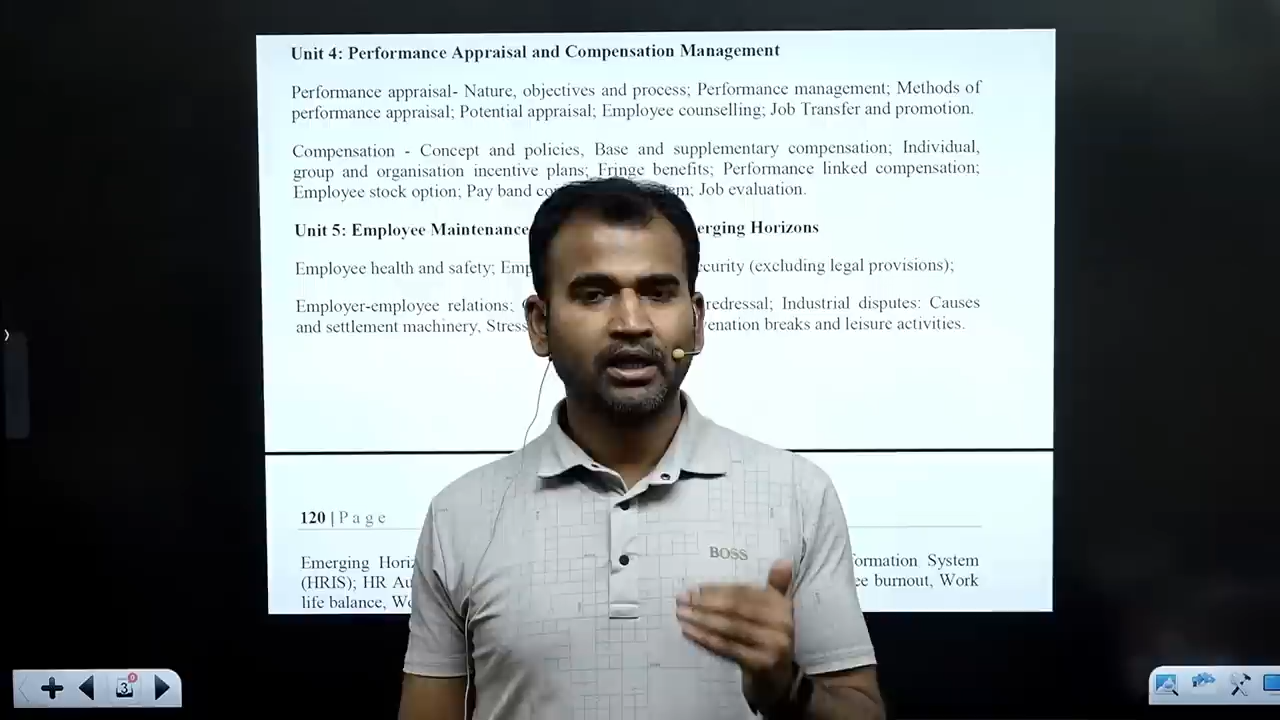 Unit 4: Performance Appraisal and Compensation Management
Performance appraisal- Nature, objectives and process; Performance management; Methods of
performance appraisal; Potential appraisal; Employee counselling; Job Transfer and promotion.
Compensation - Concept and policies, Base and supplementary compensation; Individual,
group and organisation incentive plans; Fringe benefits; Performance linked compensation;
Employee stock option; Pay band Job evaluation.
Unit 5: Employee Maintenance Horizons
Employee health and safety; (excluding legal provisions);
Employer-employee relations; redressal; Industrial disputes: Causes
and settlement machinery, breaks and leisure activities.
120 | Page
Emerging System
(HRIS); HR burnout, Work
life balance,
BOSS
3